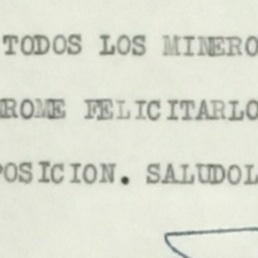 TODOS LOS MINERO
ROME FELICITARLO
POSICION. SALUDOL